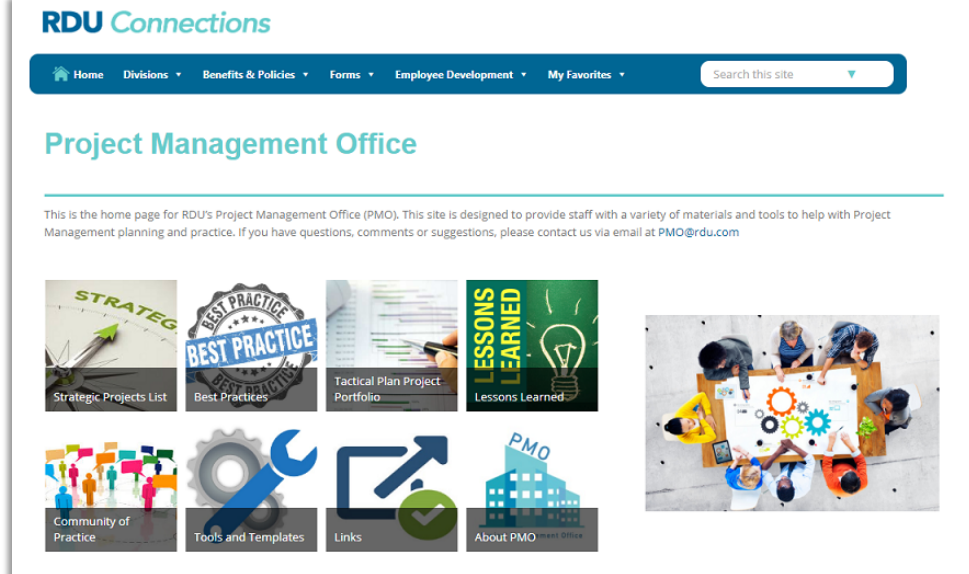 RDU Connections
Home Divisions Benefits & Policies Forms Employee Development My Favorites Search this site
Project Management Office
This is the home page for RDU's Project Management Office (PMO). This site is designed to provide staff with a variety of materials and tools to help with Project
Management planning and practice. If you have questions, comments or suggestions, please contact us via email at PMO@rdu.com
STRATEG
Strategic Projects List
BEST PRACTICE
BEST PRACTICE
BEST PRACTICE
Best Practices
Tactical Plan Project
Portfolio
LESSONS
LEARNED
Lessons Learned
Community of
Practice
Tools and Templates
Links
PMO
About PMO